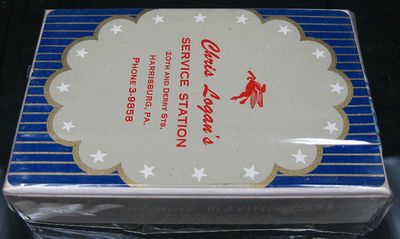 Chris Logan's
SERVICE STATION
20TH AND DERRY STS.
HARRISBURG, PA.
PHONE 3-9858